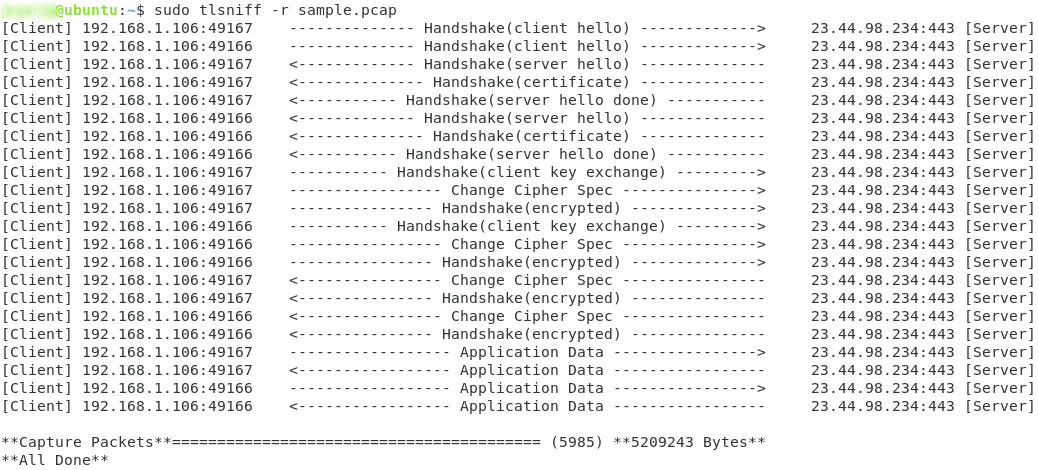 @ubuntu:~$ sudo tlsniff -r sample.pcap
[Client] 192.168.1.106:49167    -------------- Handshake(client hello) ------------->     23.44.98.234:443 [Server]
[Client] 192.168.1.106:49166    -------------- Handshake(client hello) ------------->     23.44.98.234:443 [Server]
[Client] 192.168.1.106:49167    <------------- Handshake(server hello) --------------     23.44.98.234:443 [Server]
[Client] 192.168.1.106:49167    <-------------- Handshake(certificate) --------------     23.44.98.234:443 [Server]
[Client] 192.168.1.106:49167    <----------- Handshake(server hello done) -----------     23.44.98.234:443 [Server]
[Client] 192.168.1.106:49166    <------------- Handshake(server hello) --------------     23.44.98.234:443 [Server]
[Client] 192.168.1.106:49166    <-------------- Handshake(certificate) --------------     23.44.98.234:443 [Server]
[Client] 192.168.1.106:49166    <----------- Handshake(server hello done) -----------     23.44.98.234:443 [Server]
[Client] 192.168.1.106:49167    ----------- Handshake(client key exchange) --------->     23.44.98.234:443 [Server]
[Client] 192.168.1.106:49167    ----------------- Change Cipher Spec --------------->     23.44.98.234:443 [Server]
[Client] 192.168.1.106:49167    ---------------- Handshake(encrypted) -------------->     23.44.98.234:443 [Server]
[Client] 192.168.1.106:49166    ----------- Handshake(client key exchange) --------->     23.44.98.234:443 [Server]
[Client] 192.168.1.106:49166    ----------------- Change Cipher Spec --------------->     23.44.98.234:443 [Server]
[Client] 192.168.1.106:49166    ---------------- Handshake(encrypted) -------------->     23.44.98.234:443 [Server]
[Client] 192.168.1.106:49167    <---------------- Change Cipher Spec ----------------     23.44.98.234:443 [Server]
[Client] 192.168.1.106:49167    <--------------- Handshake(encrypted) ---------------     23.44.98.234:443 [Server]
[Client] 192.168.1.106:49166    <---------------- Change Cipher Spec ----------------     23.44.98.234:443 [Server]
[Client] 192.168.1.106:49166    <--------------- Handshake(encrypted) ---------------     23.44.98.234:443 [Server]
[Client] 192.168.1.106:49167    ------------------ Application Data ---------------->     23.44.98.234:443 [Server]
[Client] 192.168.1.106:49167    <----------------- Application Data -----------------     23.44.98.234:443 [Server]
[Client] 192.168.1.106:49166    ------------------ Application Data ---------------->     23.44.98.234:443 [Server]
[Client] 192.168.1.106:49166    <----------------- Application Data -----------------     23.44.98.234:443 [Server]
**Capture Packets**========================================= (5985) **5209243 Bytes**
**All Done**